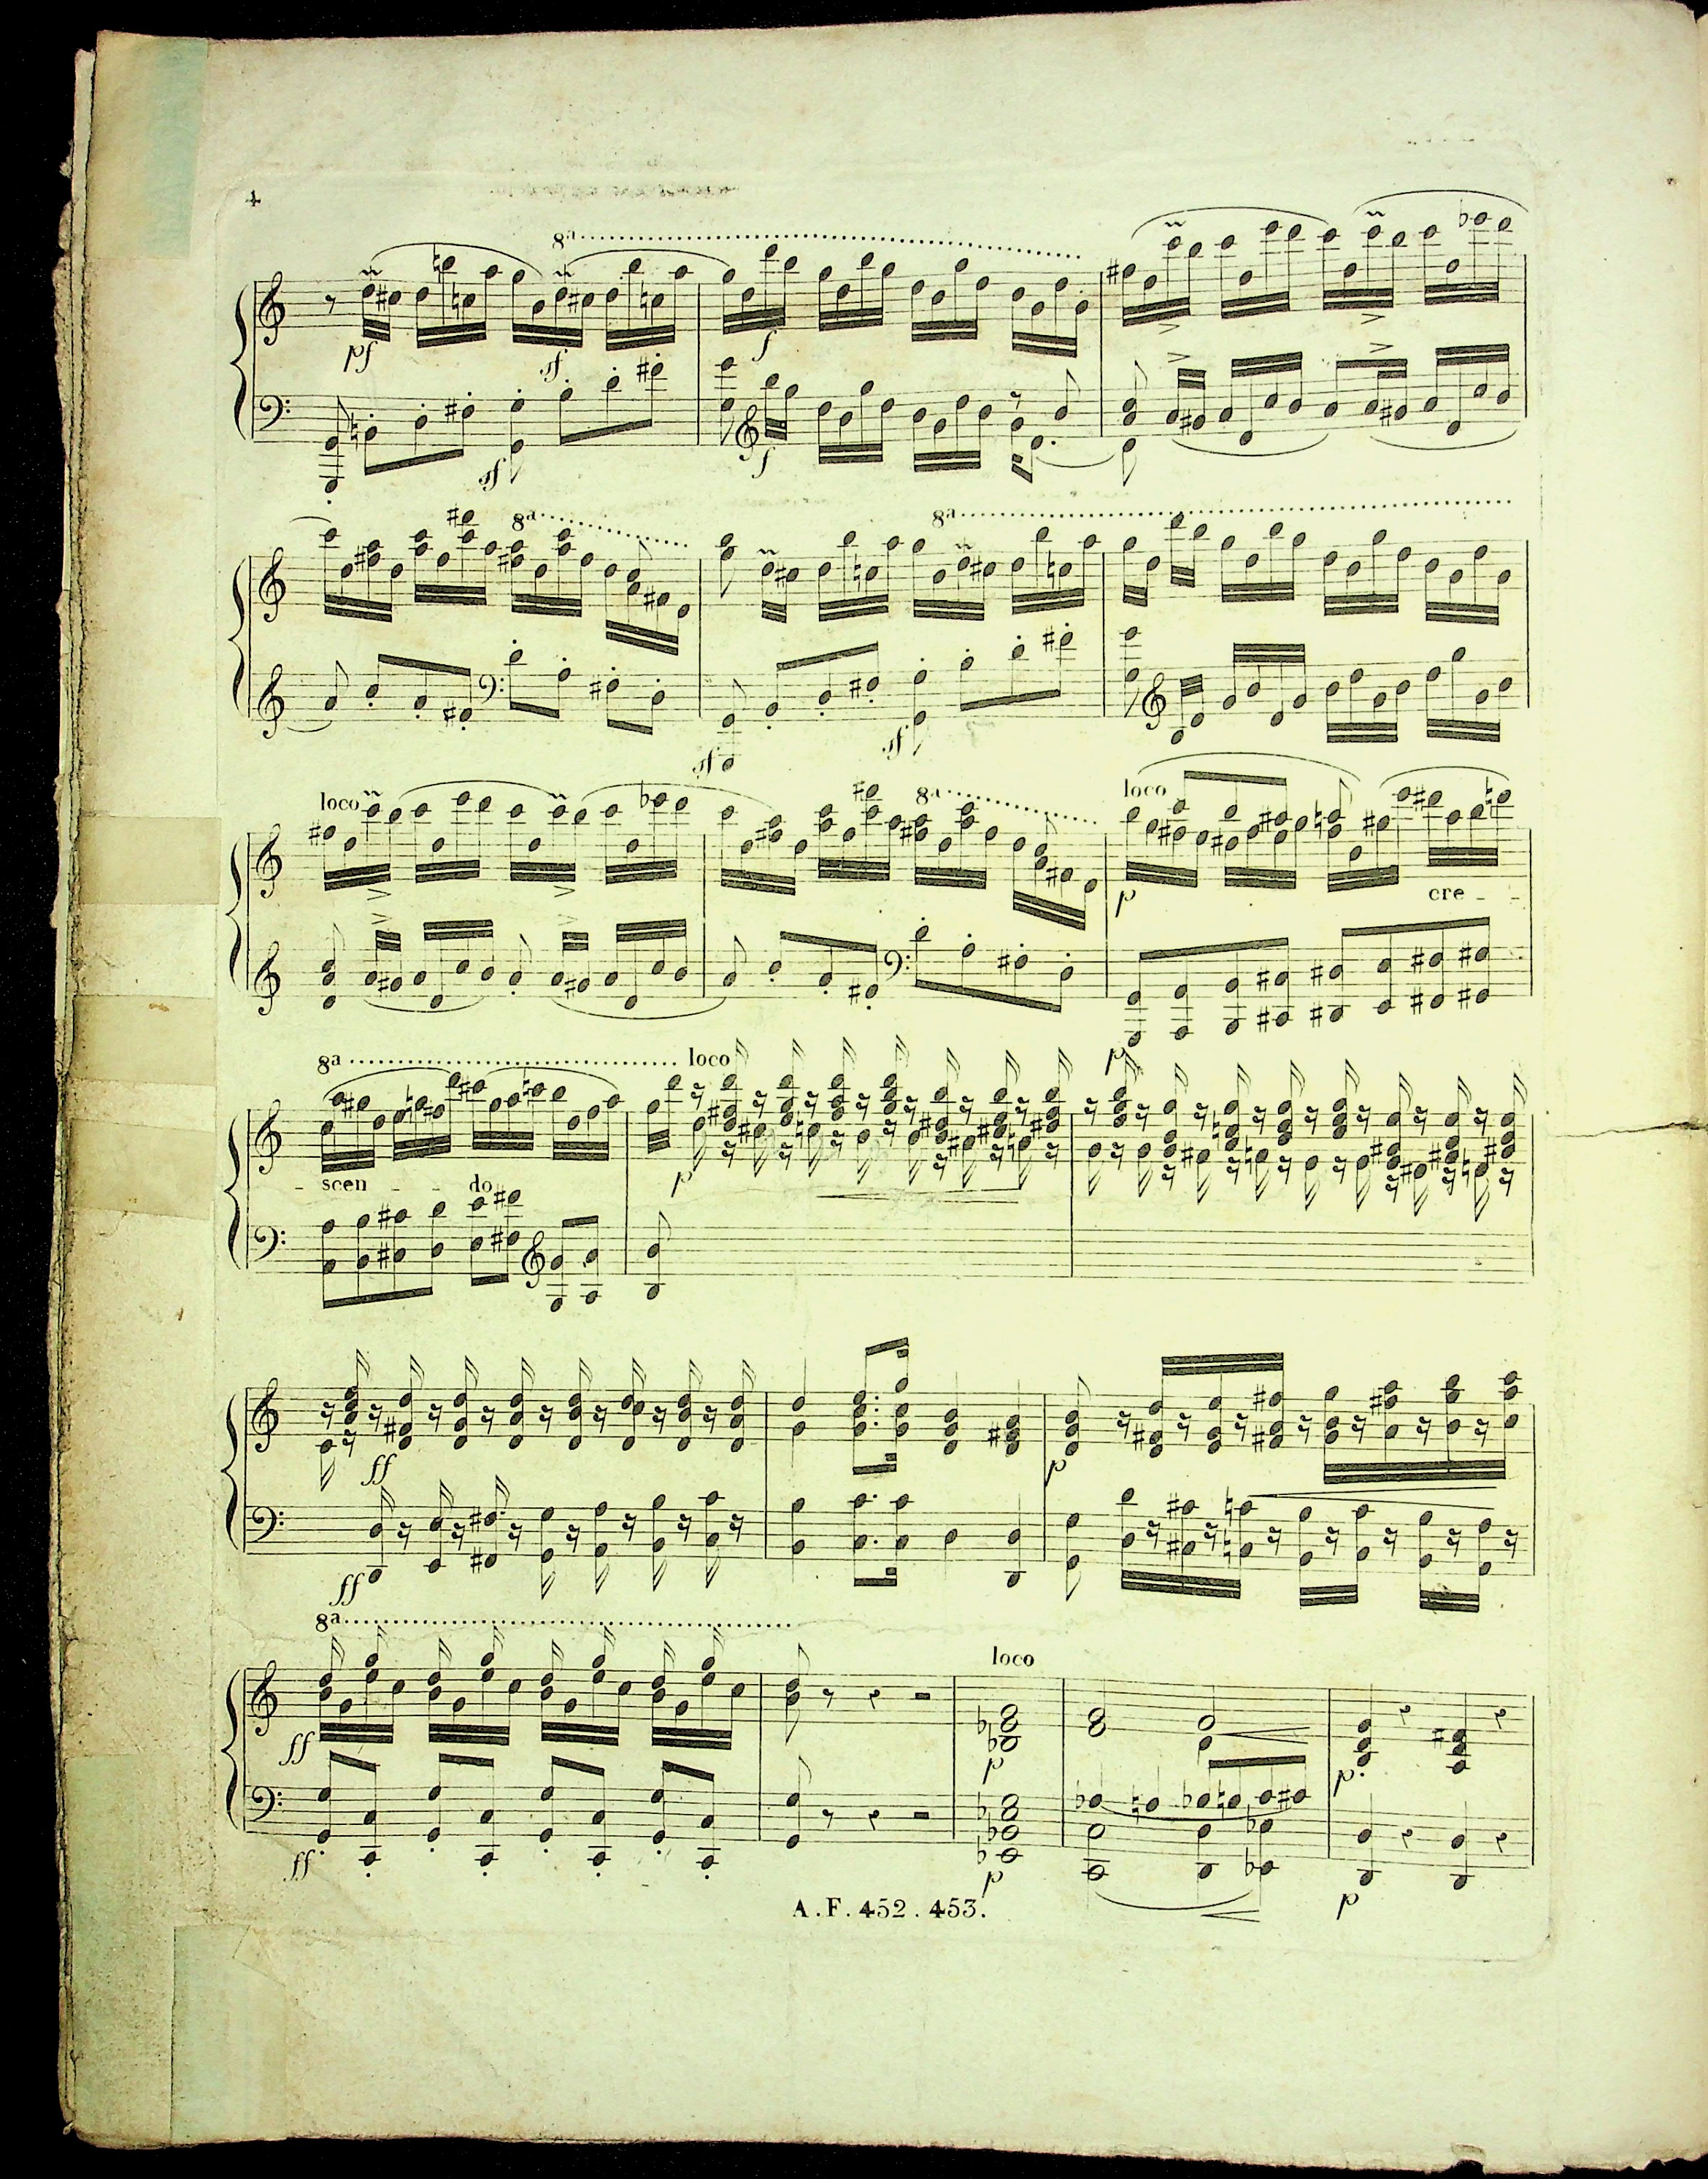 4
8ª
pf
sf
f
sf
f
8ª
8ª
sf
sf
loco
8ª
loco
p
cre - -
p
8ª
loco
- scen - - do
p
ff
p
ff
8ª
loco
ff
p
p
ff
p
p
A.F.452.453.